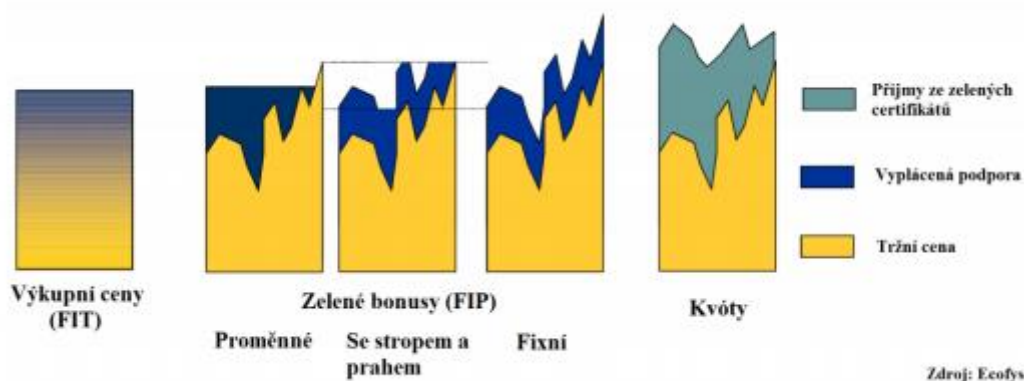 Příjmy ze zelených
certifikátů
Vyplácená podpora
Tržní cena
Výkupní ceny
(FIT)
Zelené bonusy (FIP)
Kvóty
Proměnné
Se stropem a
prahem
Fixní
Zdroj: Ecofys